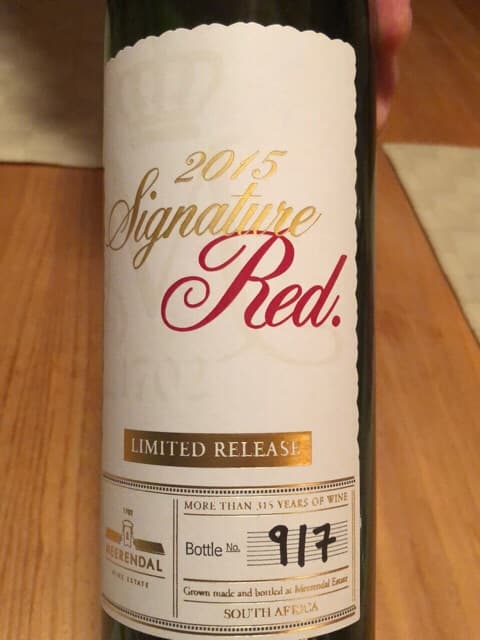 2015
Signature
Red.
LIMITED RELEASE
1702
MEERENDAL
WINE ESTATE
MORE THAN 315 YEARS OF WINE
Bottle No. 917
Grown made and bottled at Meerendal Estate
SOUTH AFRICA